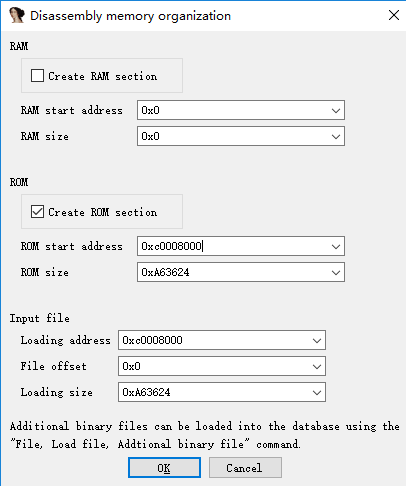 Disassembly memory organization
RAM
Create RAM section
RAM start address 0x0
RAM size 0x0
ROM
Create ROM section
ROM start address 0xc0008000
ROM size 0xA63624
Input file
Loading address 0xc0008000
File offset 0x0
Loading size 0xA63624
Additional binary files can be loaded into the database using the
"File, Load file, Addtional binary file" command.
OK Cancel